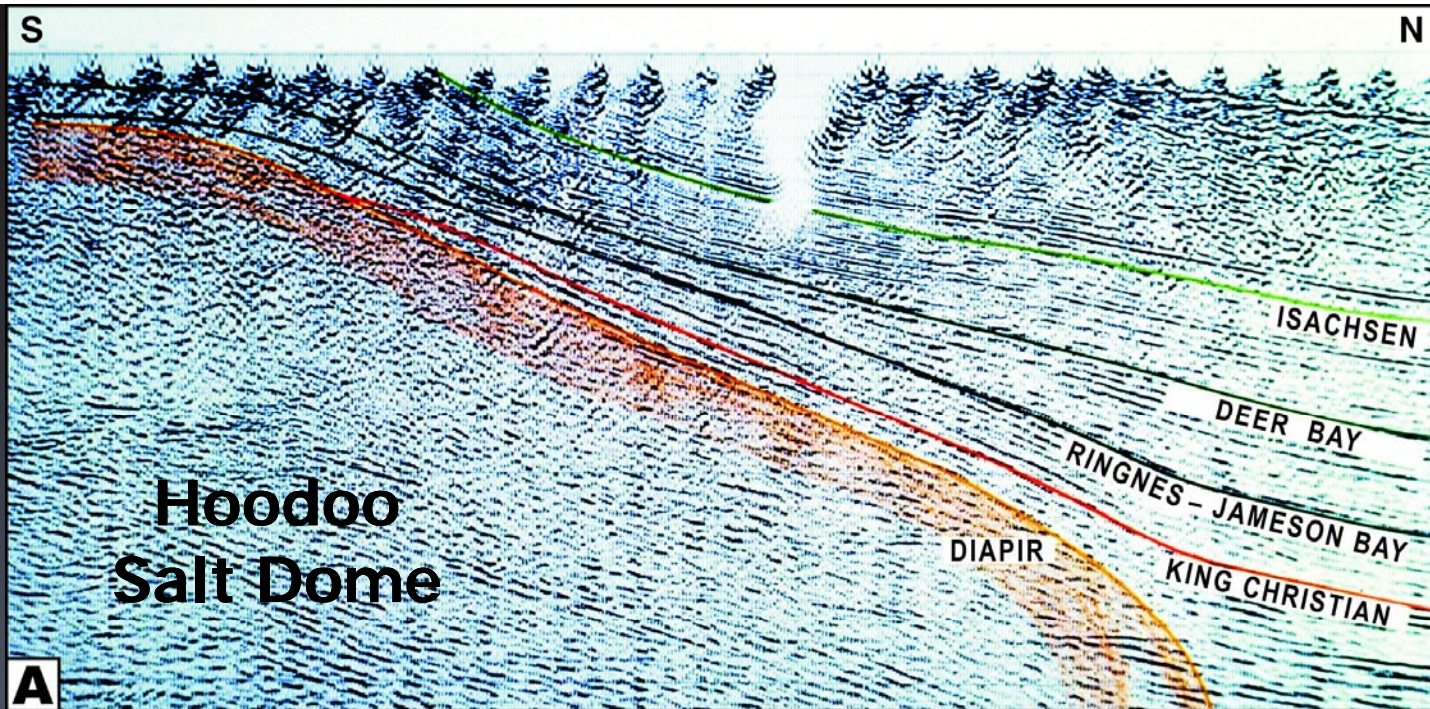 S
N
ISACHSEN
DEER BAY
RINGNES – JAMESON BAY
DIAPIR
KING CHRISTIAN
Hoodoo
Salt Dome
A